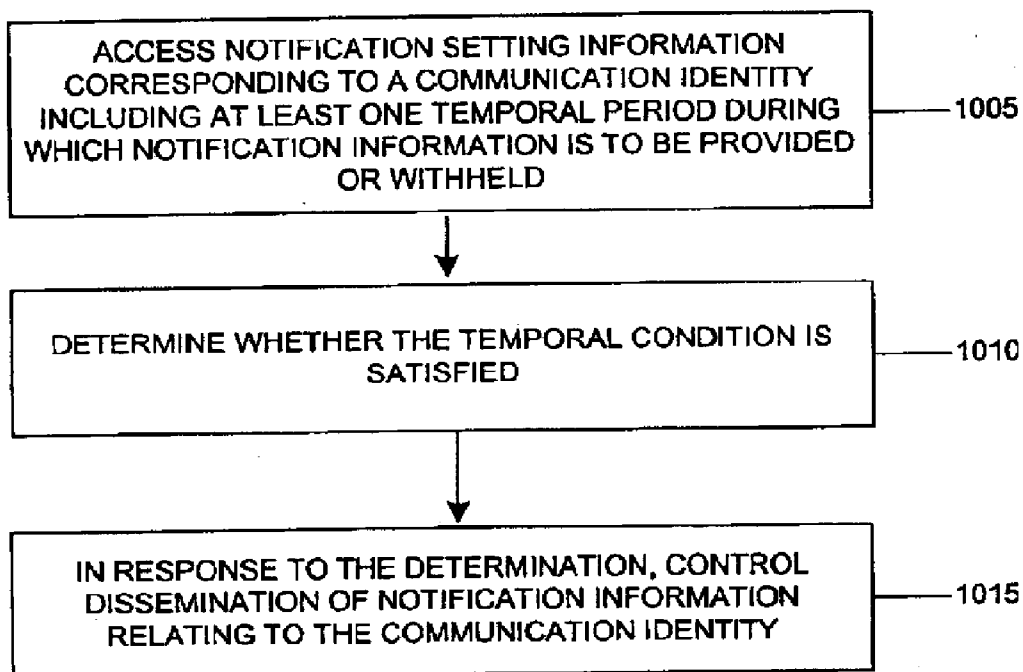 ACCESS NOTIFICATION SETTING INFORMATION
CORRESPONDING TO A COMMUNICATION IDENTITY
INCLUDING AT LEAST ONE TEMPORAL PERIOD DURING
WHICH NOTIFICATION INFORMATION IS TO BE PROVIDED
OR WITHHELD
1005
DETERMINE WHETHER THE TEMPORAL CONDITION IS
SATISFIED
1010
IN RESPONSE TO THE DETERMINATION, CONTROL
DISSEMINATION OF NOTIFICATION INFORMATION
RELATING TO THE COMMUNICATION IDENTITY
1015